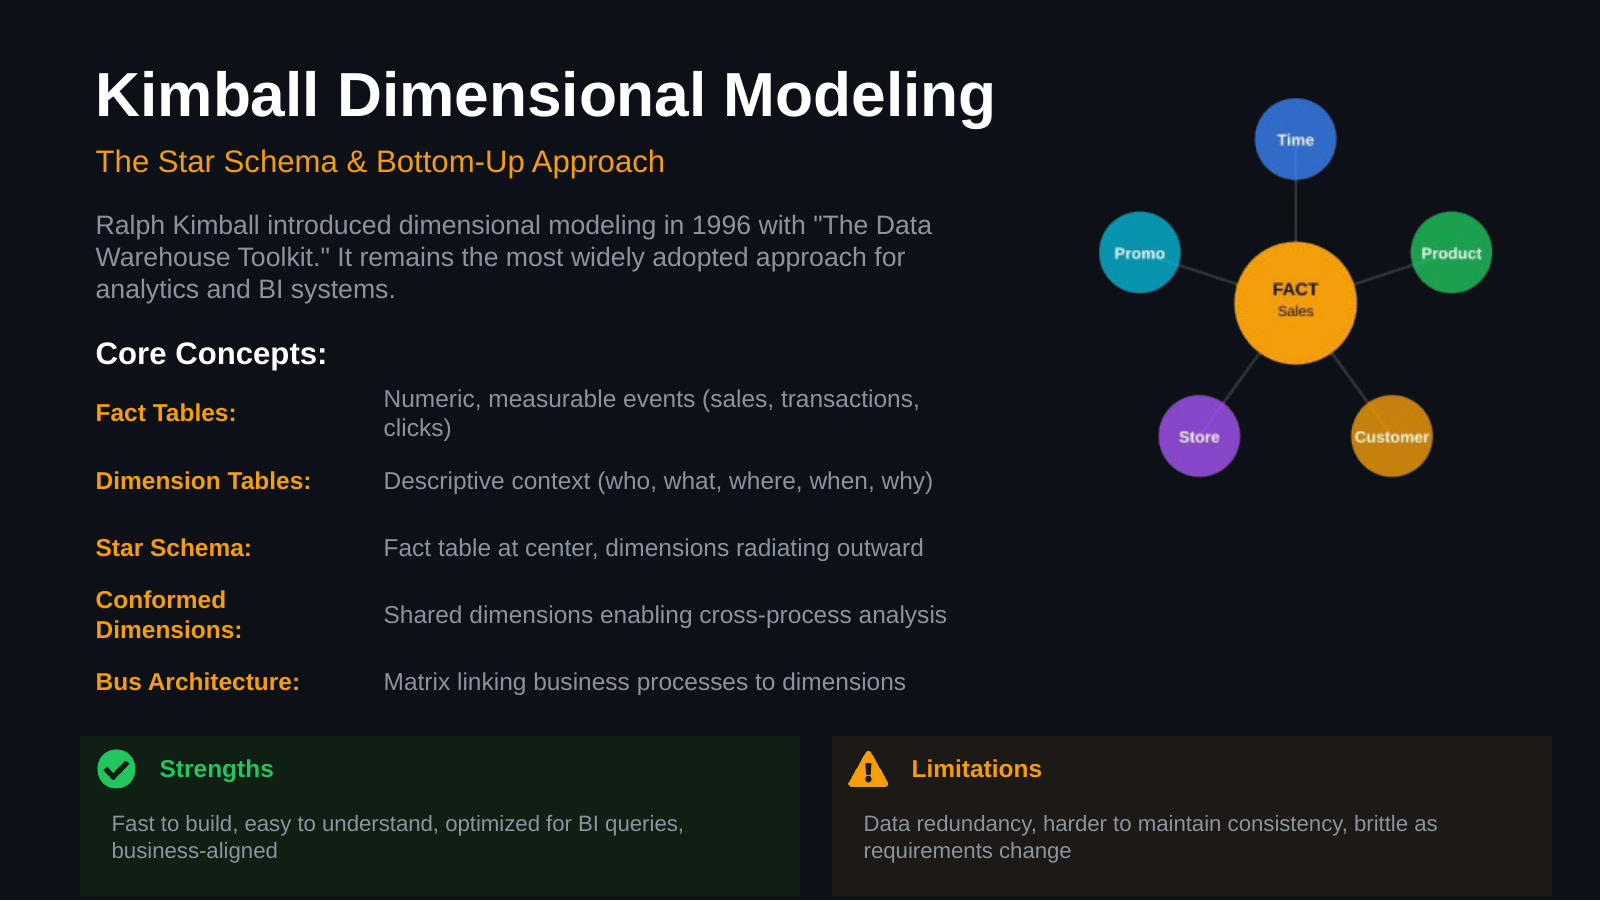 Kimball Dimensional Modeling
The Star Schema & Bottom-Up Approach
Ralph Kimball introduced dimensional modeling in 1996 with "The Data
Warehouse Toolkit." It remains the most widely adopted approach for
analytics and BI systems.
Core Concepts:
Fact Tables:
Numeric, measurable events (sales, transactions,
clicks)
Dimension Tables:
Descriptive context (who, what, where, when, why)
Star Schema:
Fact table at center, dimensions radiating outward
Conformed
Dimensions:
Shared dimensions enabling cross-process analysis
Bus Architecture:
Matrix linking business processes to dimensions
Time
Promo
Product
FACT
Sales
Store
Customer
Strengths
Fast to build, easy to understand, optimized for BI queries,
business-aligned
Limitations
Data redundancy, harder to maintain consistency, brittle as
requirements change